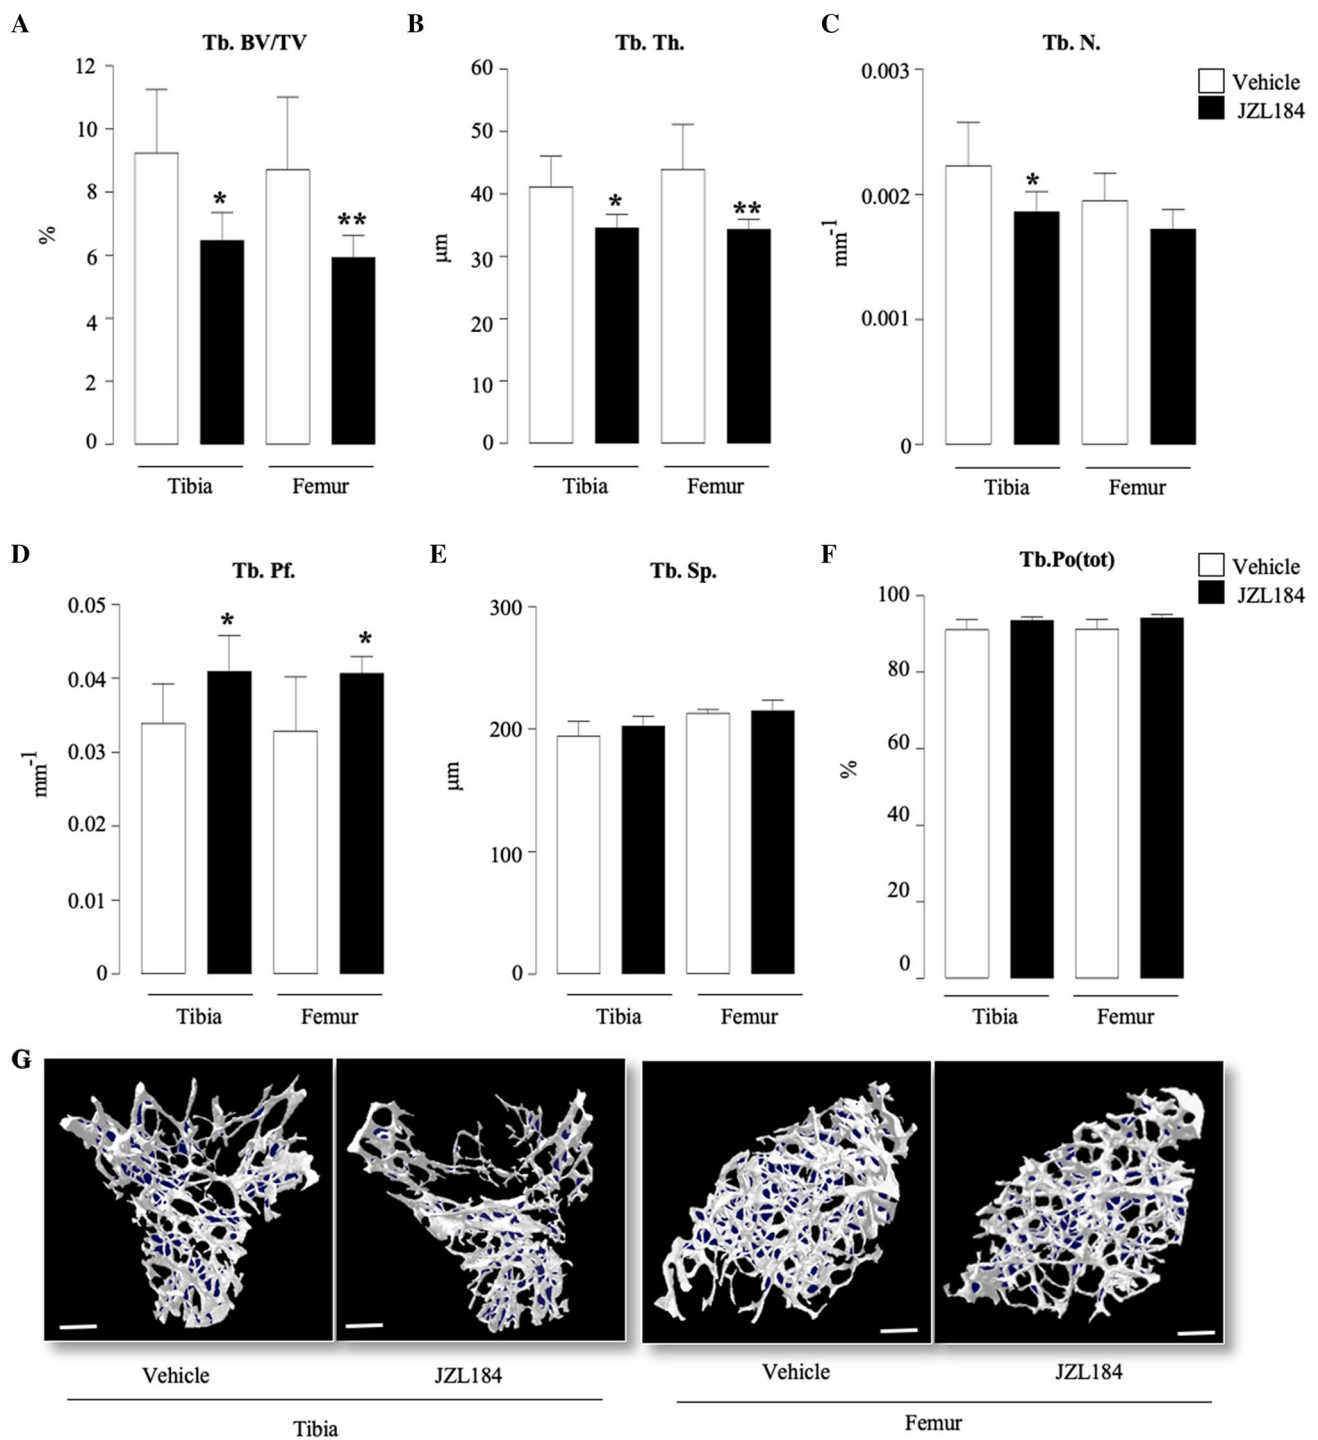 A
Tb. BV/TV
12
10
8
6
4
2
0
%
*
**
Tibia
Femur
B
Tb. Th.
60
50
40
30
20
10
0
µm
*
**
Tibia
Femur
C
Tb. N.
0.003
0.002
0.001
0
mm-1
*
Tibia
Femur
Vehicle
JZL184
D
Tb. Pf.
0.05
0.04
0.03
0.02
0.01
0
mm-1
*
*
Tibia
Femur
E
Tb. Sp.
300
200
100
0
µm
Tibia
Femur
F
Tb.Po(tot)
100
80
60
40
20
0
%
Tibia
Femur
Vehicle
JZL184
G
Vehicle
JZL184
Vehicle
JZL184
Tibia
Femur